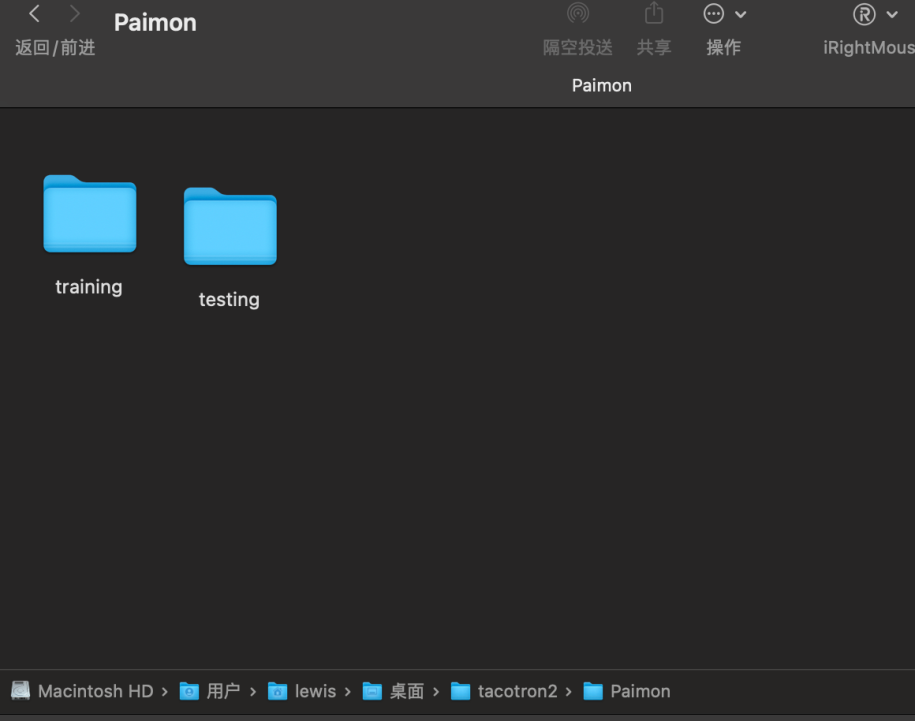 Paimon
返回/前进
隔空投送
共享
操作
iRightMous
Paimon
training
testing
Macintosh HD › 用户 › lewis › 桌面 › tacotron2 › Paimon